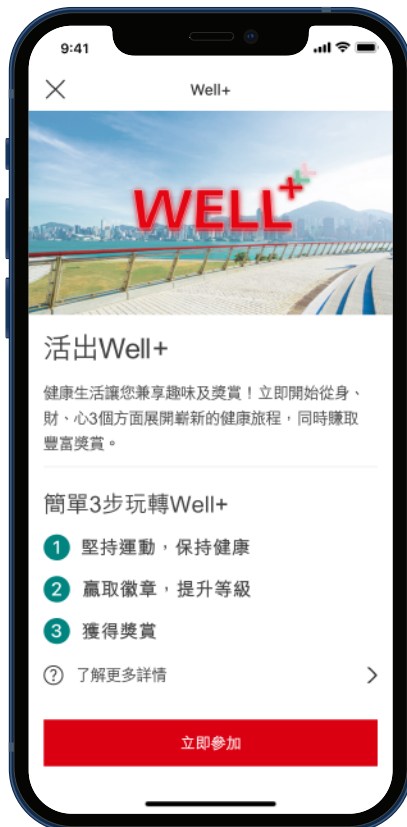 9:41
Well+
WELL+
活出Well+
健康生活讓您兼享趣味及獎賞！立即開始從身、
財、心3個方面展開嶄新的健康旅程，同時賺取
豐富獎賞。
簡單3步玩轉Well+
1 堅持運動，保持健康
2 贏取徽章，提升等級
3 獲得獎賞
? 了解更多詳情
立即參加